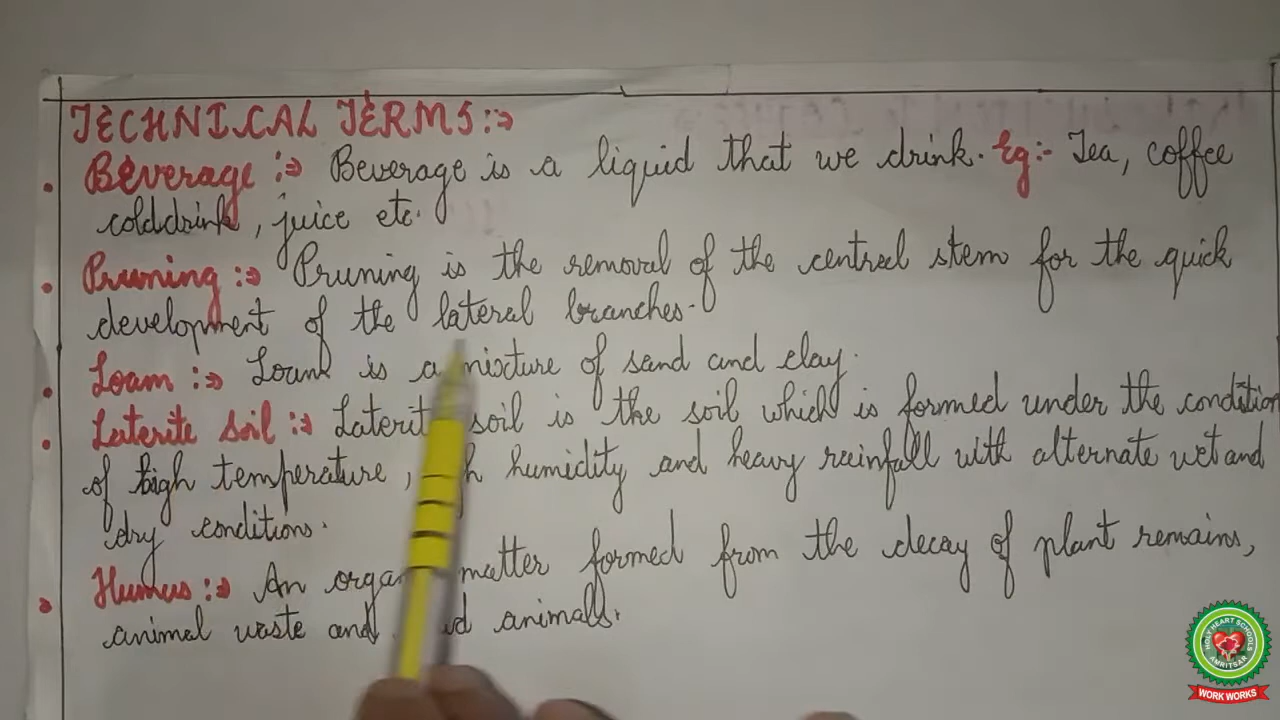 TECHNICAL TERMS:->
Beverage :-> Beverage is a liquid that we drink. Eg:- Tea, coffee
colddrink, juice etc.
Pruning :-> Pruning is the removal of the central stem for the quick
development of the lateral branches.
Loam :-> Loam is a mixture of sand and clay.
Laterite soil :-> Laterite soil is the soil which is formed under the condition
of high temperature, humidity and heavy rainfall with alternate wet and
dry conditions.
Humus :-> An matter formed from the decay of plant remains,
animal waste and animals.
HOLY HEART SCHOOLS
AMRITSAR
WORK WORKS